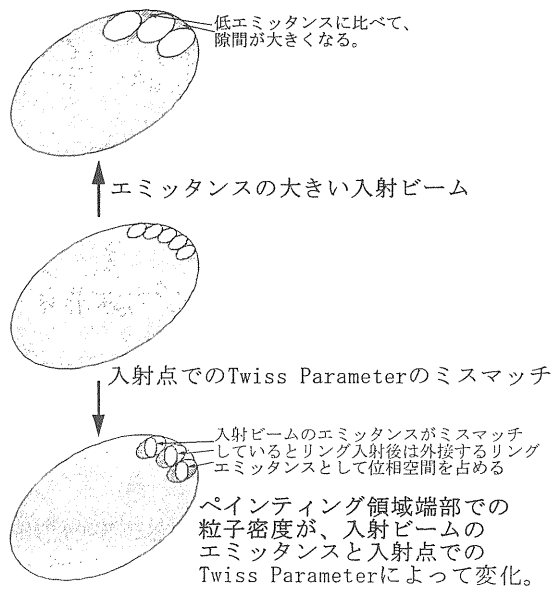 低エミッタンスに比べて、
隙間が大きくなる。
エミッタンスの大きい入射ビーム
入射点でのTwiss Parameterのミスマッチ
入射ビームのエミッタンスがミスマッチ
しているとリング入射後は外接するリング
エミッタンスとして位相空間を占める
ペインティング領域端部での
粒子密度が、入射ビームの
エミッタンスと入射点での
Twiss Parameterによって変化。